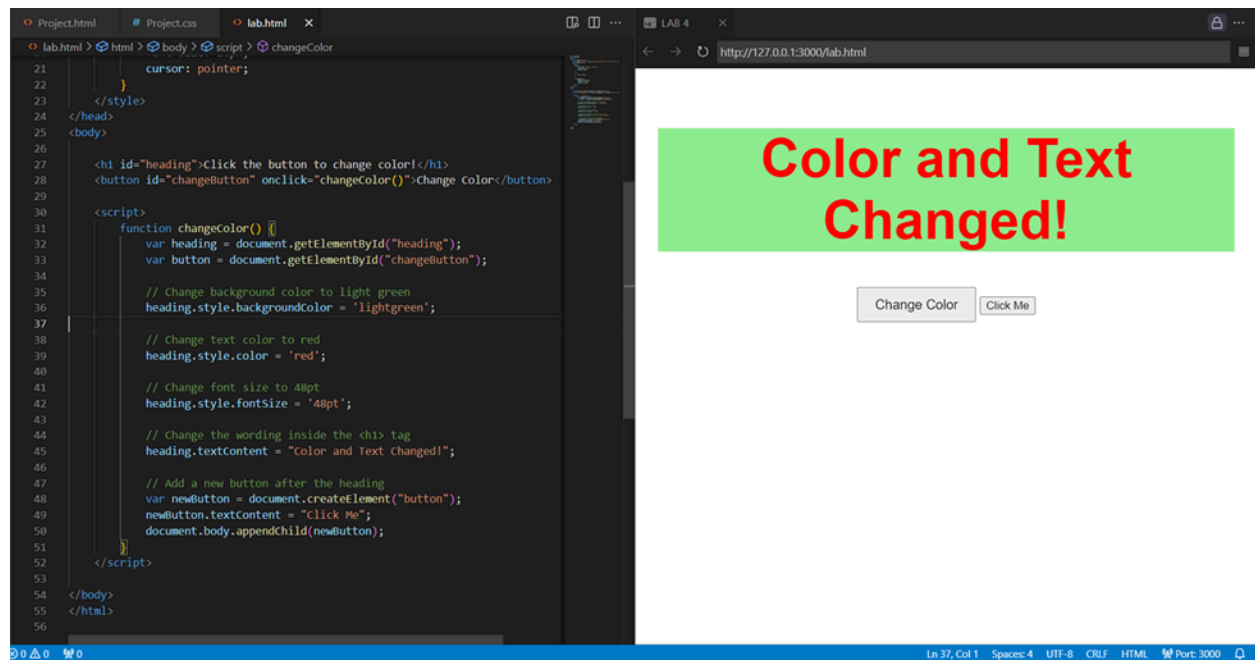 Project.html
# Project.css
lab.html
lab.html > html > body > script > changeColor
21 cursor: pointer;
22 }
23 </style>
24 </head>
25 <body>
26
27 <h1 id="heading">Click the button to change color!</h1>
28 <button id="changeButton" onclick="changeColor()">Change Color</button>
29
30 <script>
31 function changeColor() {
32 var heading = document.getElementById("heading");
33 var button = document.getElementById("changeButton");
34
35 // Change background color to light green
36 heading.style.backgroundColor = 'lightgreen';
37
38 // Change text color to red
39 heading.style.color = 'red';
40
41 // Change font size to 48pt
42 heading.style.fontSize = '48pt';
43
44 // Change the wording inside the <h1> tag
45 heading.textContent = "Color and Text Changed!";
46
47 // Add a new button after the heading
48 var newButton = document.createElement("button");
49 newButton.textContent = "Click Me";
50 document.body.appendChild(newButton);
51 }
52 </script>
53
54 </body>
55 </html>
56
LAB 4
http://127.0.0.1:3000/lab.html
Color and Text
Changed!
Change Color
Click Me
0 0 0
Ln 37, Col 1 Spaces: 4 UTF-8 CRLF HTML Port: 3000